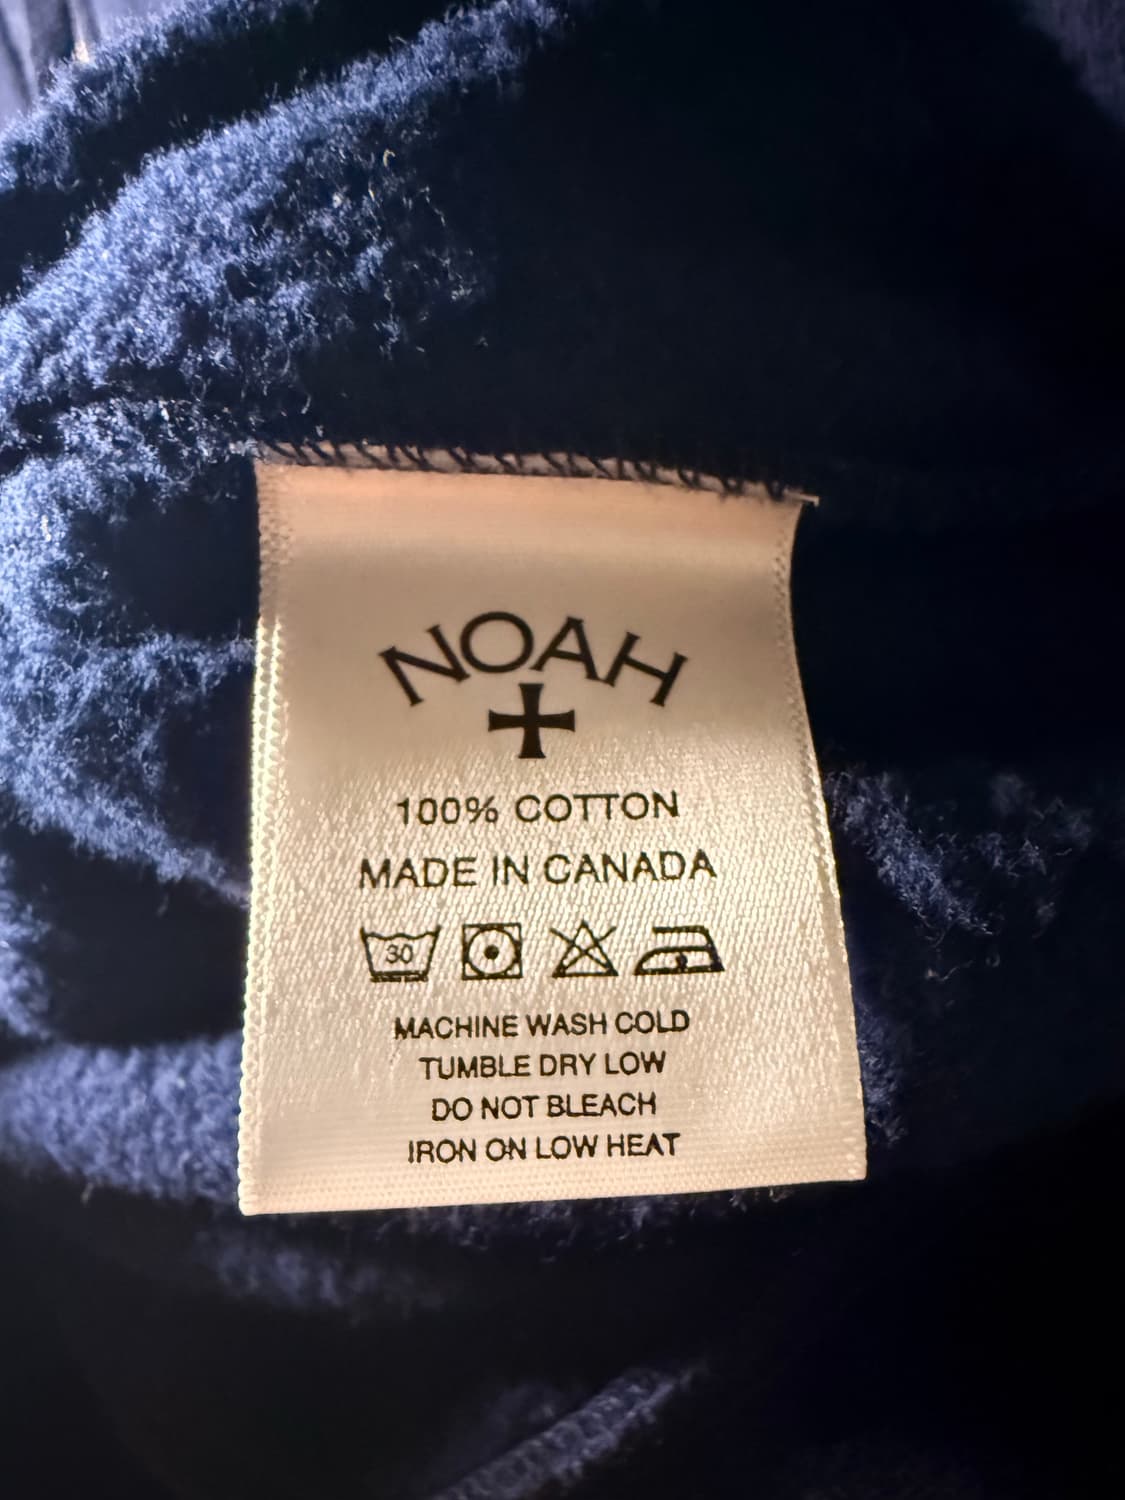 NOAH
100% COTTON
MADE IN CANADA
30
MACHINE WASH COLD
TUMBLE DRY LOW
DO NOT BLEACH
IRON ON LOW HEAT